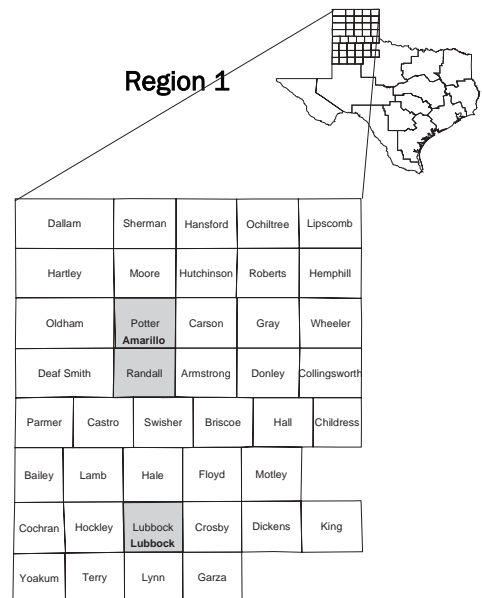 Region 1
Dallam Sherman Hansford Ochiltree Lipscomb
Hartley Moore Hutchinson Roberts Hemphill
Oldham Potter Carson Gray Wheeler
Amarillo
Deaf Smith Randall Armstrong Donley Collingsworth
Parmer Castro Swisher Briscoe Hall Childress
Bailey Lamb Hale Floyd Motley
Cochran Hockley Lubbock Crosby Dickens King
Lubbock
Yoakum Terry Lynn Garza